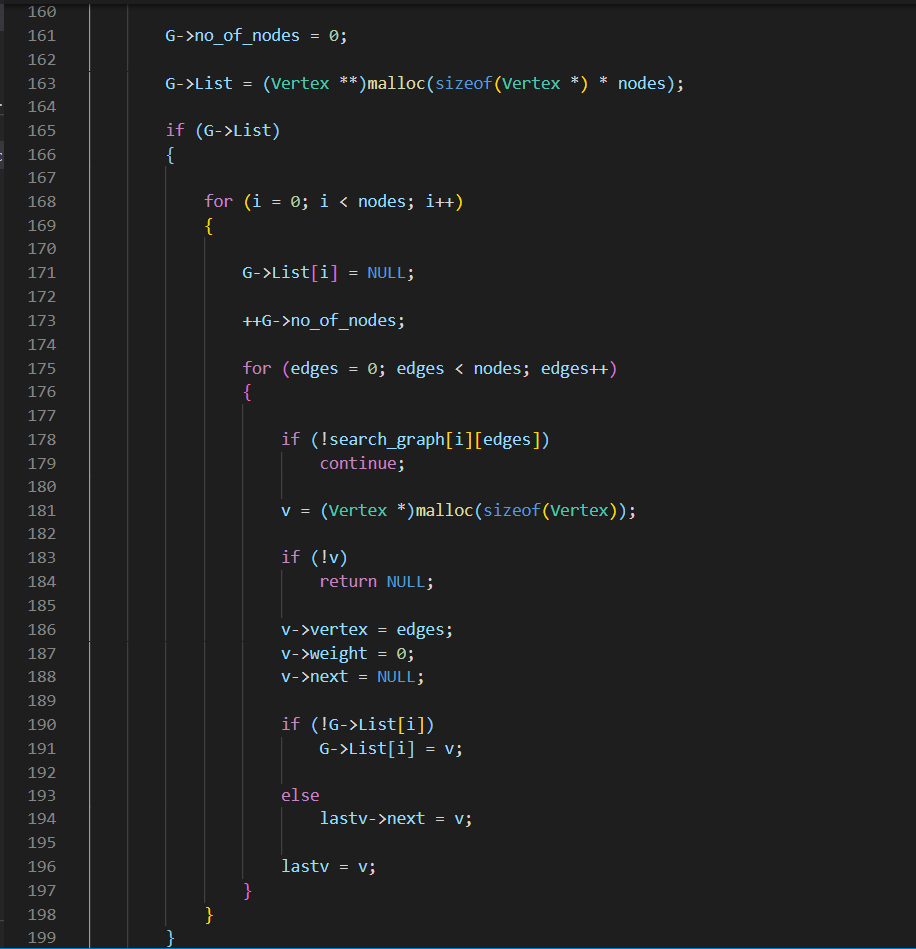 160
161 G->no_of_nodes = 0;
162
163 G->List = (Vertex **)malloc(sizeof(Vertex *) * nodes);
164
165 if (G->List)
166 {
167
168 for (i = 0; i < nodes; i++)
169 {
170
171 G->List[i] = NULL;
172
173 ++G->no_of_nodes;
174
175 for (edges = 0; edges < nodes; edges++)
176 {
177
178 if (!search_graph[i][edges])
179 continue;
180
181 v = (Vertex *)malloc(sizeof(Vertex));
182
183 if (!v)
184 return NULL;
185
186 v->vertex = edges;
187 v->weight = 0;
188 v->next = NULL;
189
190 if (!G->List[i])
191 G->List[i] = v;
192
193 else
194 lastv->next = v;
195
196 lastv = v;
197 }
198 }
199 }